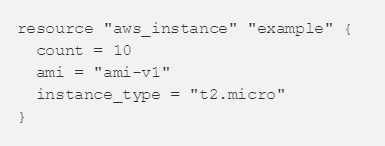 resource "aws_instance" "example" {
  count = 10
  ami = "ami-v1"
  instance_type = "t2.micro"
}